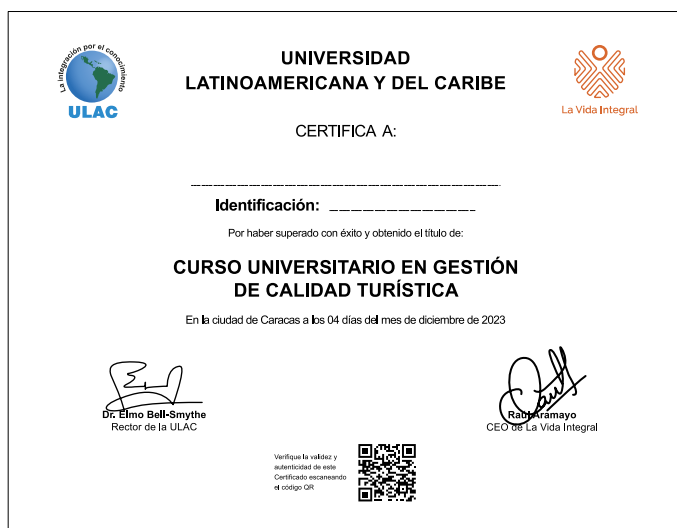 La integración por el conocimiento
ULAC
UNIVERSIDAD
LATINOAMERICANA Y DEL CARIBE
La Vida Integral
CERTIFICA A:
Identificación:
Por haber superado con éxito y obtenido el título de:
CURSO UNIVERSITARIO EN GESTIÓN
DE CALIDAD TURÍSTICA
En la ciudad de Caracas a los 04 días del mes de diciembre de 2023
Dr. Elmo Bell-Smythe
Rector de la ULAC
Raúl Aramayo
CEO de La Vida Integral
Verifique la validez y
autenticidad de este
Certificado escaneando
el código QR